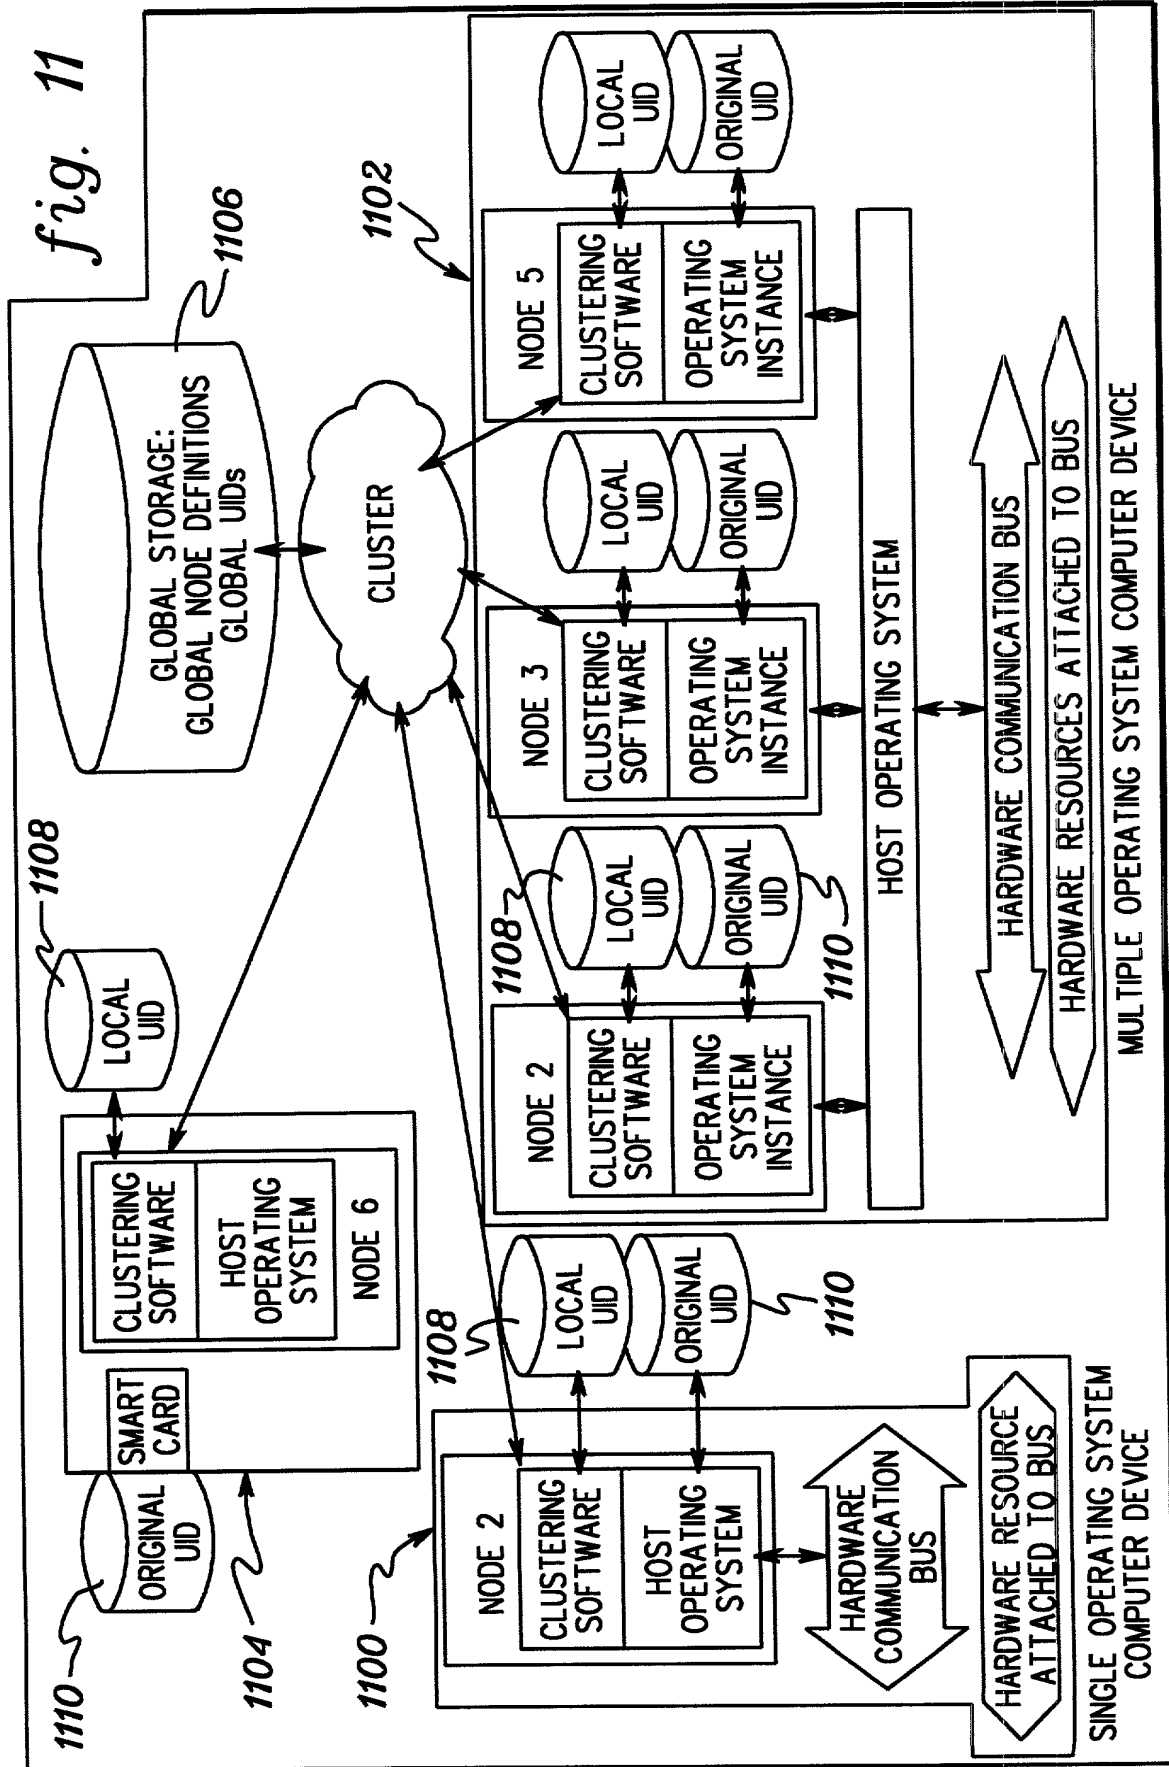 fig. 11
1110
ORIGINAL
UID
SMART
CARD
1104
CLUSTERING
SOFTWARE
HOST
OPERATING
SYSTEM
NODE 6
LOCAL
UID
1108
GLOBAL STORAGE:
GLOBAL NODE DEFINITIONS
GLOBAL UIDs
1106
CLUSTER
1100
NODE 2
CLUSTERING
SOFTWARE
HOST
OPERATING
SYSTEM
1108
LOCAL
UID
ORIGINAL
UID
1110
HARDWARE
COMMUNICATION
BUS
HARDWARE RESOURCE
ATTACHED TO BUS
SINGLE OPERATING SYSTEM
COMPUTER DEVICE
1102
NODE 2
CLUSTERING
SOFTWARE
OPERATING
SYSTEM
INSTANCE
1108
LOCAL
UID
ORIGINAL
UID
1110
NODE 3
CLUSTERING
SOFTWARE
OPERATING
SYSTEM
INSTANCE
LOCAL
UID
ORIGINAL
UID
NODE 5
CLUSTERING
SOFTWARE
OPERATING
SYSTEM
INSTANCE
LOCAL
UID
ORIGINAL
UID
HOST OPERATING SYSTEM
HARDWARE COMMUNICATION BUS
HARDWARE RESOURCES ATTACHED TO BUS
MULTIPLE OPERATING SYSTEM COMPUTER DEVICE